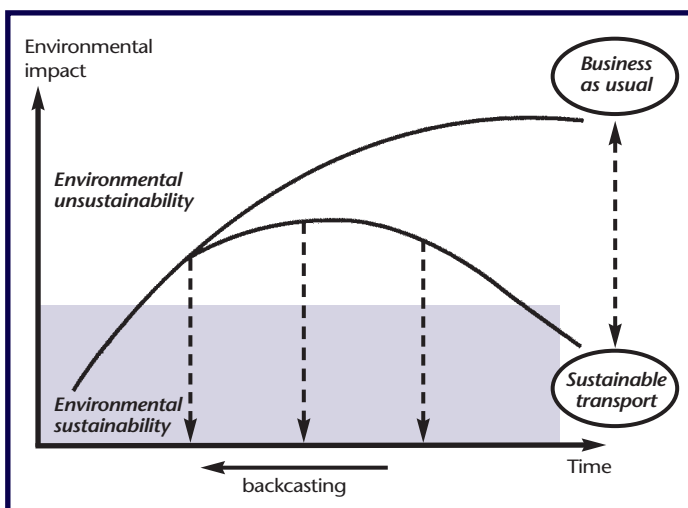 Environmental
impact
Business
as usual
Environmental
unsustainability
Environmental
sustainability
Sustainable
transport
Time
backcasting